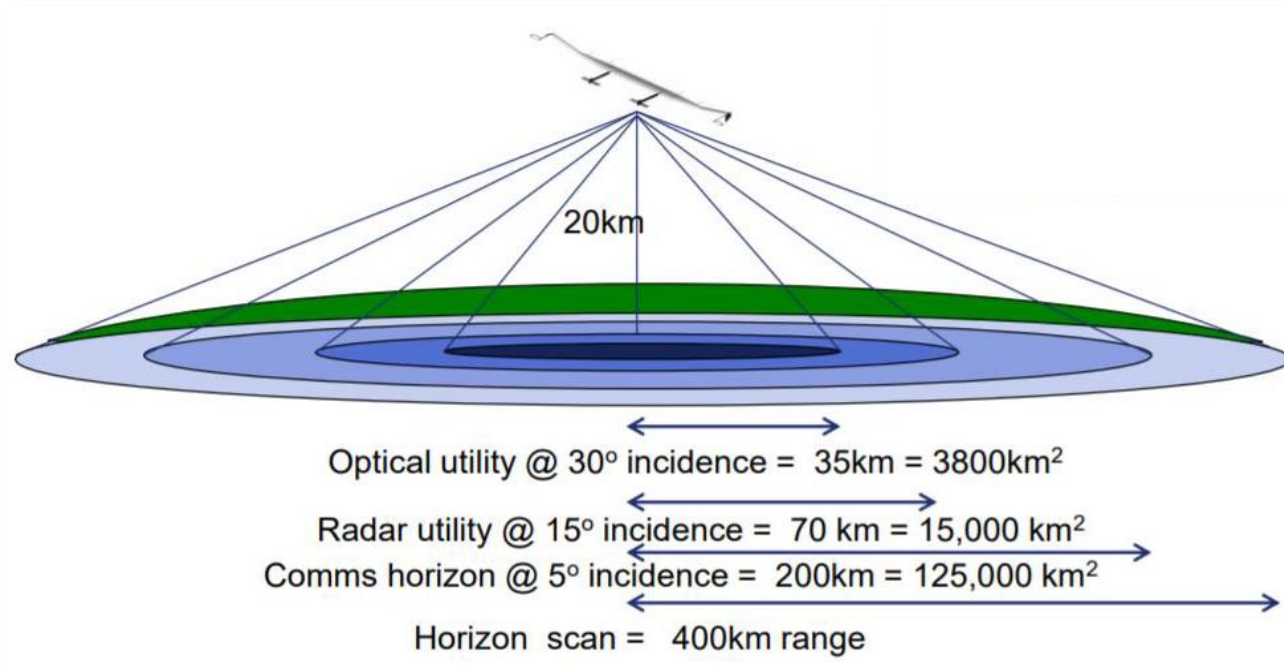 20km
Optical utility @ 30° incidence = 35km = 3800km²
Radar utility @ 15° incidence = 70 km = 15,000 km²
Comms horizon @ 5° incidence = 200km = 125,000 km²
Horizon scan = 400km range